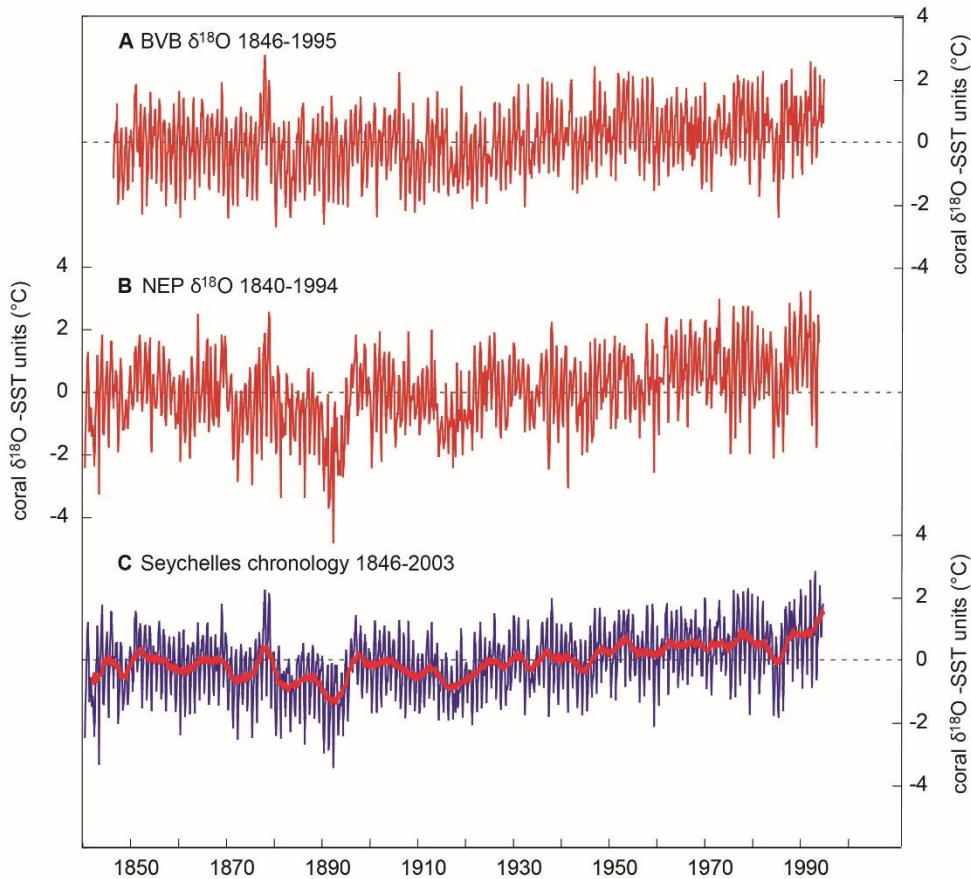 A BVB δ¹⁸O 1846-1995
4
2
0
-2
-4
coral δ¹⁸O -SST units (°C)
B NEP δ¹⁸O 1840-1994
4
2
0
-2
-4
coral δ¹⁸O -SST units (°C)
C Seychelles chronology 1846-2003
4
2
0
-2
-4
coral δ¹⁸O -SST units (°C)
1850 1870 1890 1910 1930 1950 1970 1990